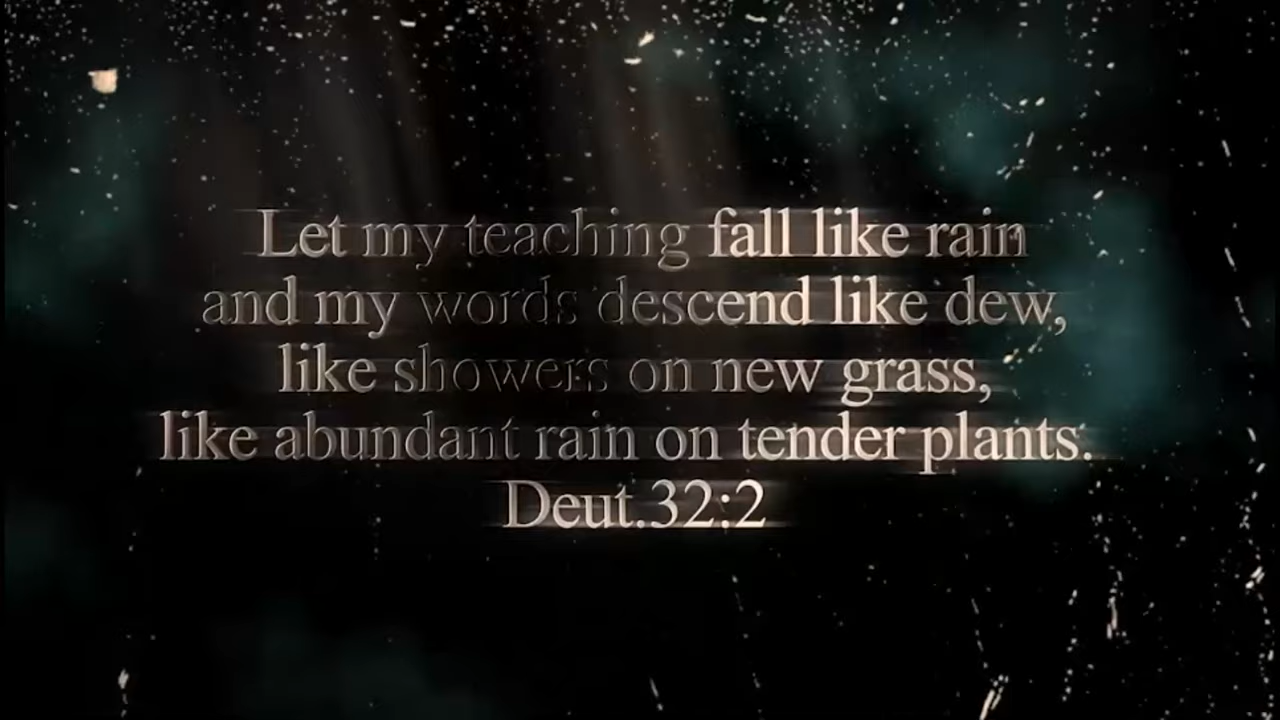 Let my teaching fall like rain
and my words descend like dew,
like showers on new grass,
like abundant rain on tender plants.
Deut.32:2